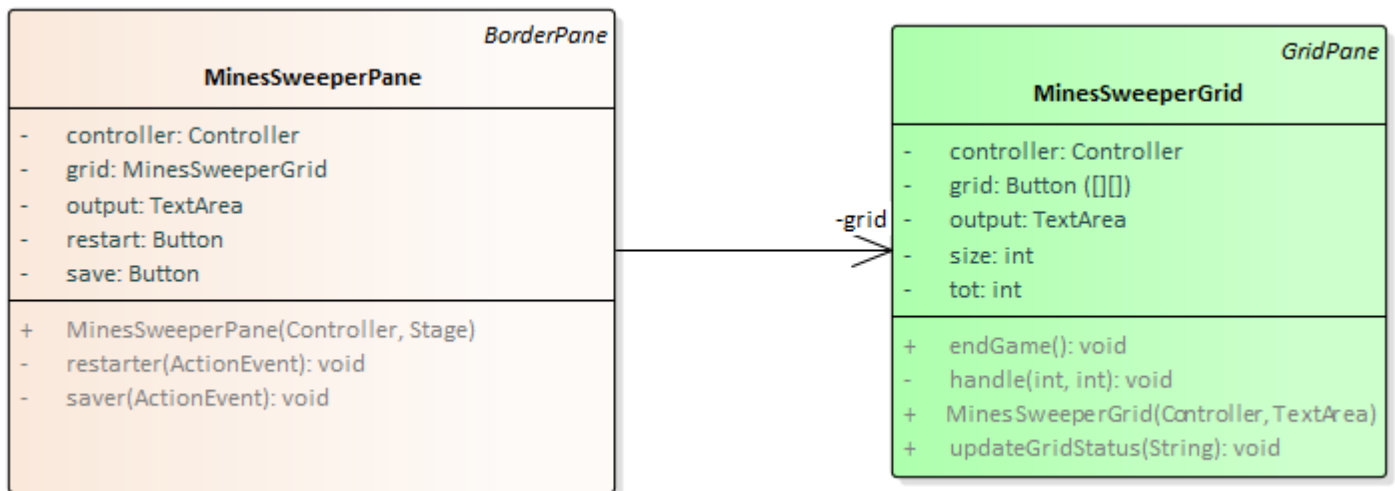 BorderPane
MinesSweeperPane
- controller: Controller
- grid: MinesSweeperGrid
- output: TextArea
- restart: Button
- save: Button
+ MinesSweeperPane(Controller, Stage)
- restarter(ActionEvent): void
- saver(ActionEvent): void
-grid
GridPane
MinesSweeperGrid
- controller: Controller
- grid: Button ([][])
- output: TextArea
- size: int
- tot: int
+ endGame(): void
- handle(int, int): void
+ MinesSweeperGrid(Controller, TextArea)
+ updateGridStatus(String): void